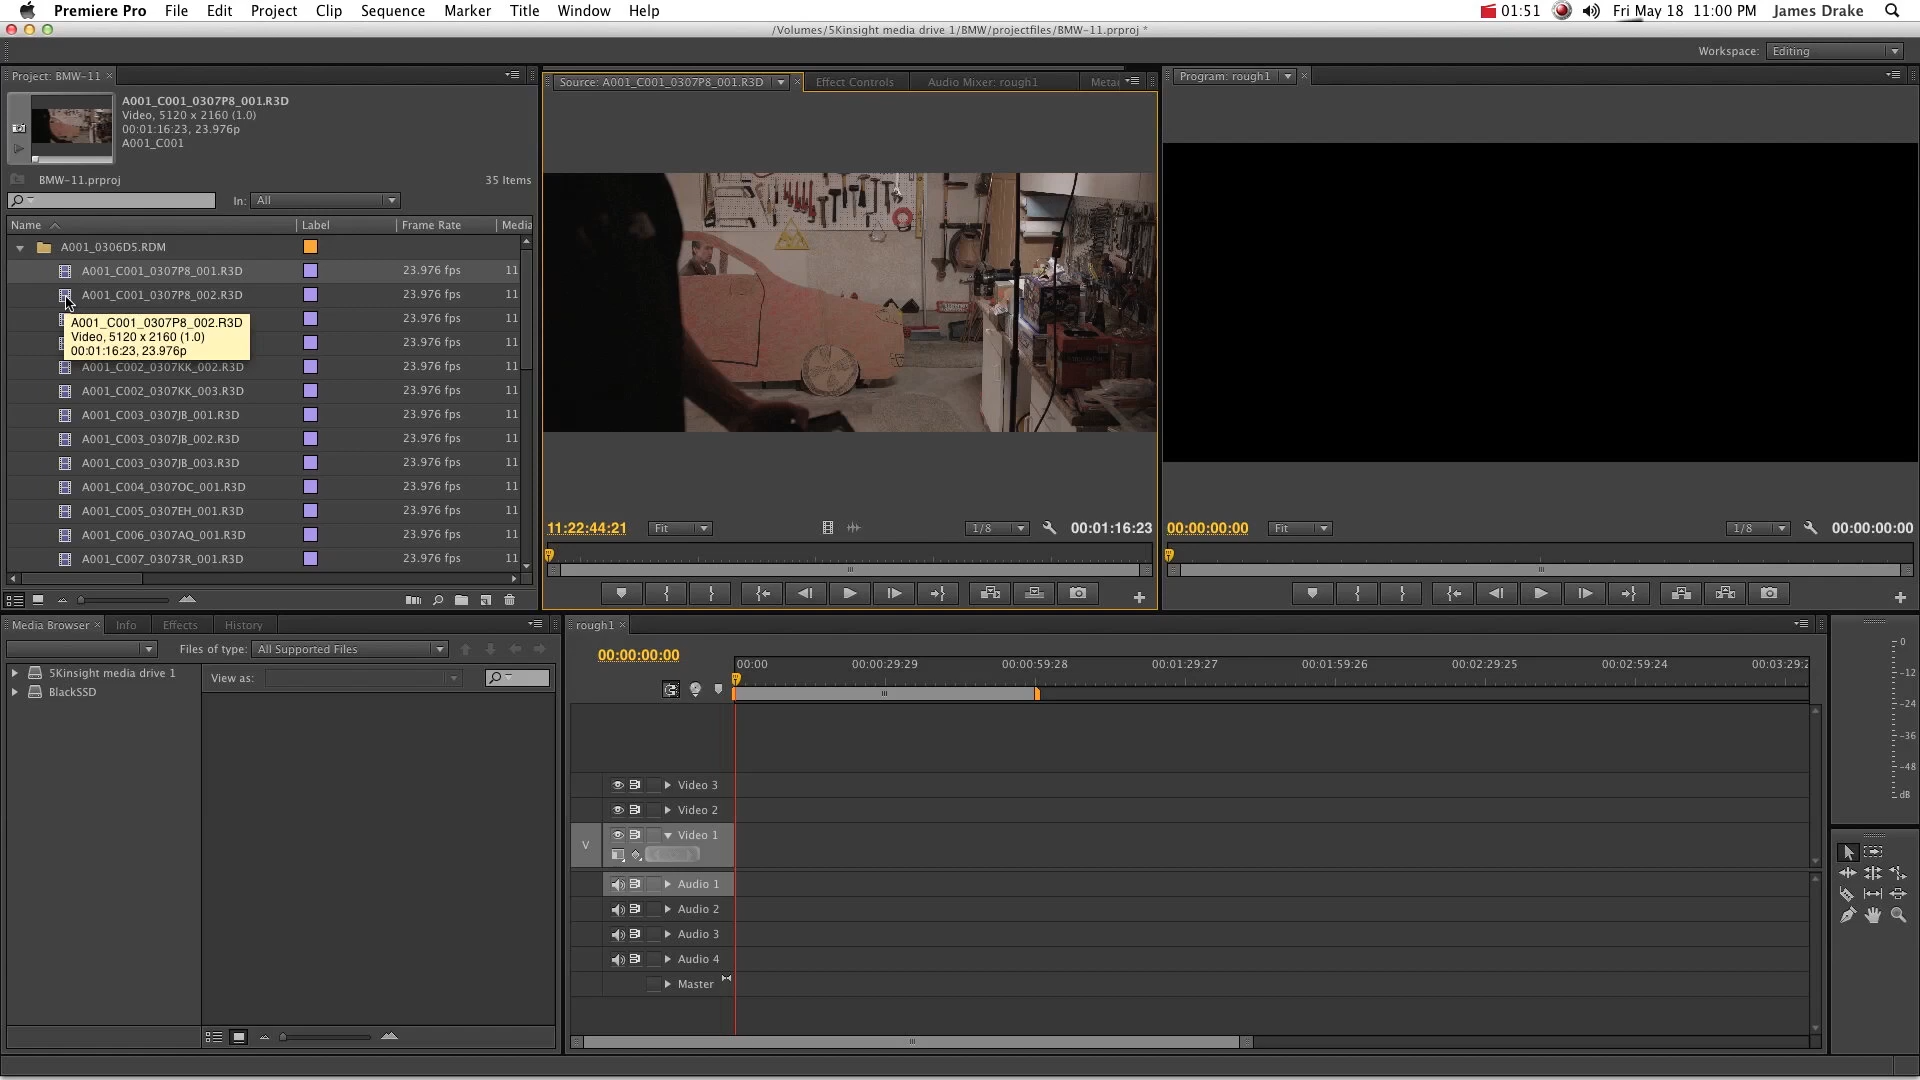 Premiere Pro File Edit Project Clip Sequence Marker Title Window Help 01:51 Fri May 18 11:00 PM James Drake
/Volumes/5Kinsight media drive 1/BMW/projectfiles/BMW-11.prproj *
Workspace: Editing
Project: BMW-11 ×
A001_C001_0307P8_001.R3D
Video, 5120 x 2160 (1.0)
00:01:16:23, 23.976p
A001_C001
BMW-11.prproj 35 Items
In: All
Name Label Frame Rate Media
A001_0306D5.RDM
A001_C001_0307P8_001.R3D 23.976 fps 11
A001_C001_0307P8_002.R3D 23.976 fps 11
23.976 fps 11
23.976 fps 11
A001_C001_0307P8_002.R3D
Video, 5120 x 2160 (1.0)
00:01:16:23, 23.976p
A001_C002_0307KK_002.R3D 23.976 fps 11
A001_C002_0307KK_003.R3D 23.976 fps 11
A001_C003_0307JB_001.R3D 23.976 fps 11
A001_C003_0307JB_002.R3D 23.976 fps 11
A001_C003_0307JB_003.R3D 23.976 fps 11
A001_C004_0307OC_001.R3D 23.976 fps 11
A001_C005_0307EH_001.R3D 23.976 fps 11
A001_C006_0307AQ_001.R3D 23.976 fps 11
A001_C007_03073R_001.R3D 23.976 fps 11
Source: A001_C001_0307P8_001.R3D × Effect Controls Audio Mixer: rough1 Meta
11:22:44:21 Fit 1/8 00:01:16:23
Program: rough1 ×
00:00:00:00 Fit 1/8 00:00:00:00
Media Browser × Info Effects History
Files of type: All Supported Files
5Kinsight media drive 1
BlackSSD
View as:
rough1 ×
00:00:00:00
00:00 00:00:29:29 00:00:59:28 00:01:29:27 00:01:59:26 00:02:29:25 00:02:59:24 00:03:29:2
Video 3
Video 2
V Video 1
Audio 1
Audio 2
Audio 3
Audio 4
Master
0
-12
-24
-36
-48
dB